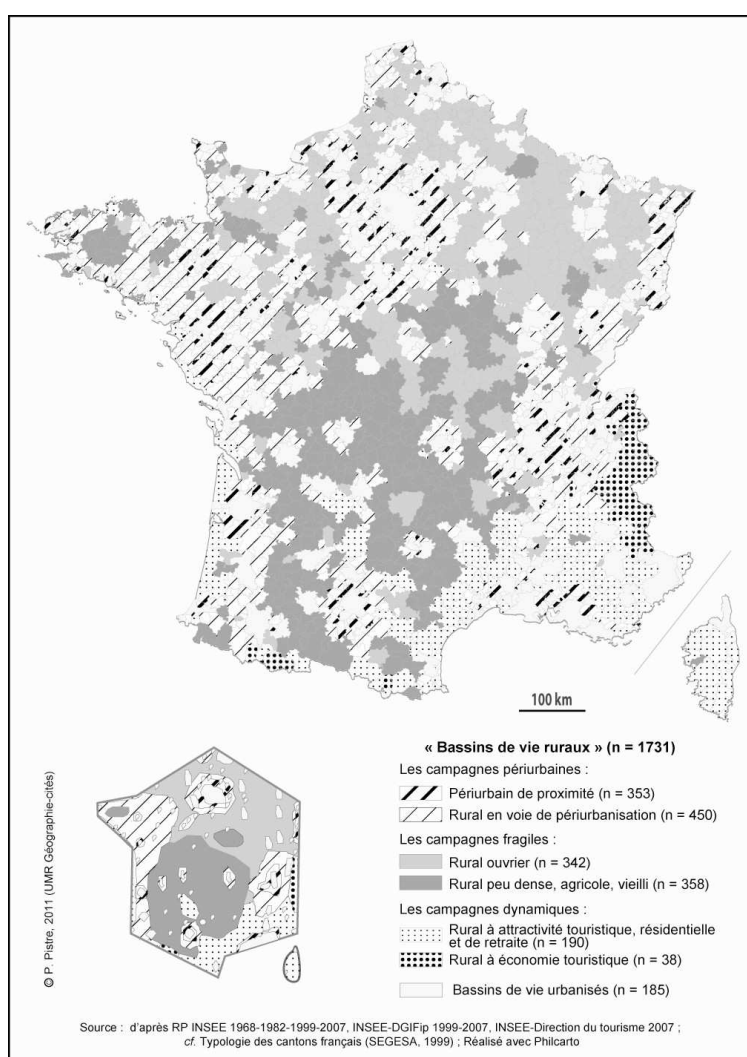 100 km
« Bassins de vie ruraux » (n = 1731)
Les campagnes périurbaines :
Périurbain de proximité (n = 353)
Rural en voie de périurbanisation (n = 450)
Les campagnes fragiles :
Rural ouvrier (n = 342)
Rural peu dense, agricole, vieilli (n = 358)
Les campagnes dynamiques :
Rural à attractivité touristique, résidentielle
et de retraite (n = 190)
Rural à économie touristique (n = 38)
Bassins de vie urbanisés (n = 185)
© P. Pistre, 2011 (UMR Géographie-cités)
Source : d'après RP INSEE 1968-1982-1999-2007, INSEE-DGIFip 1999-2007, INSEE-Direction du tourisme 2007 ;
cf. Typologie des cantons français (SEGESA, 1999) ; Réalisé avec Philcarto